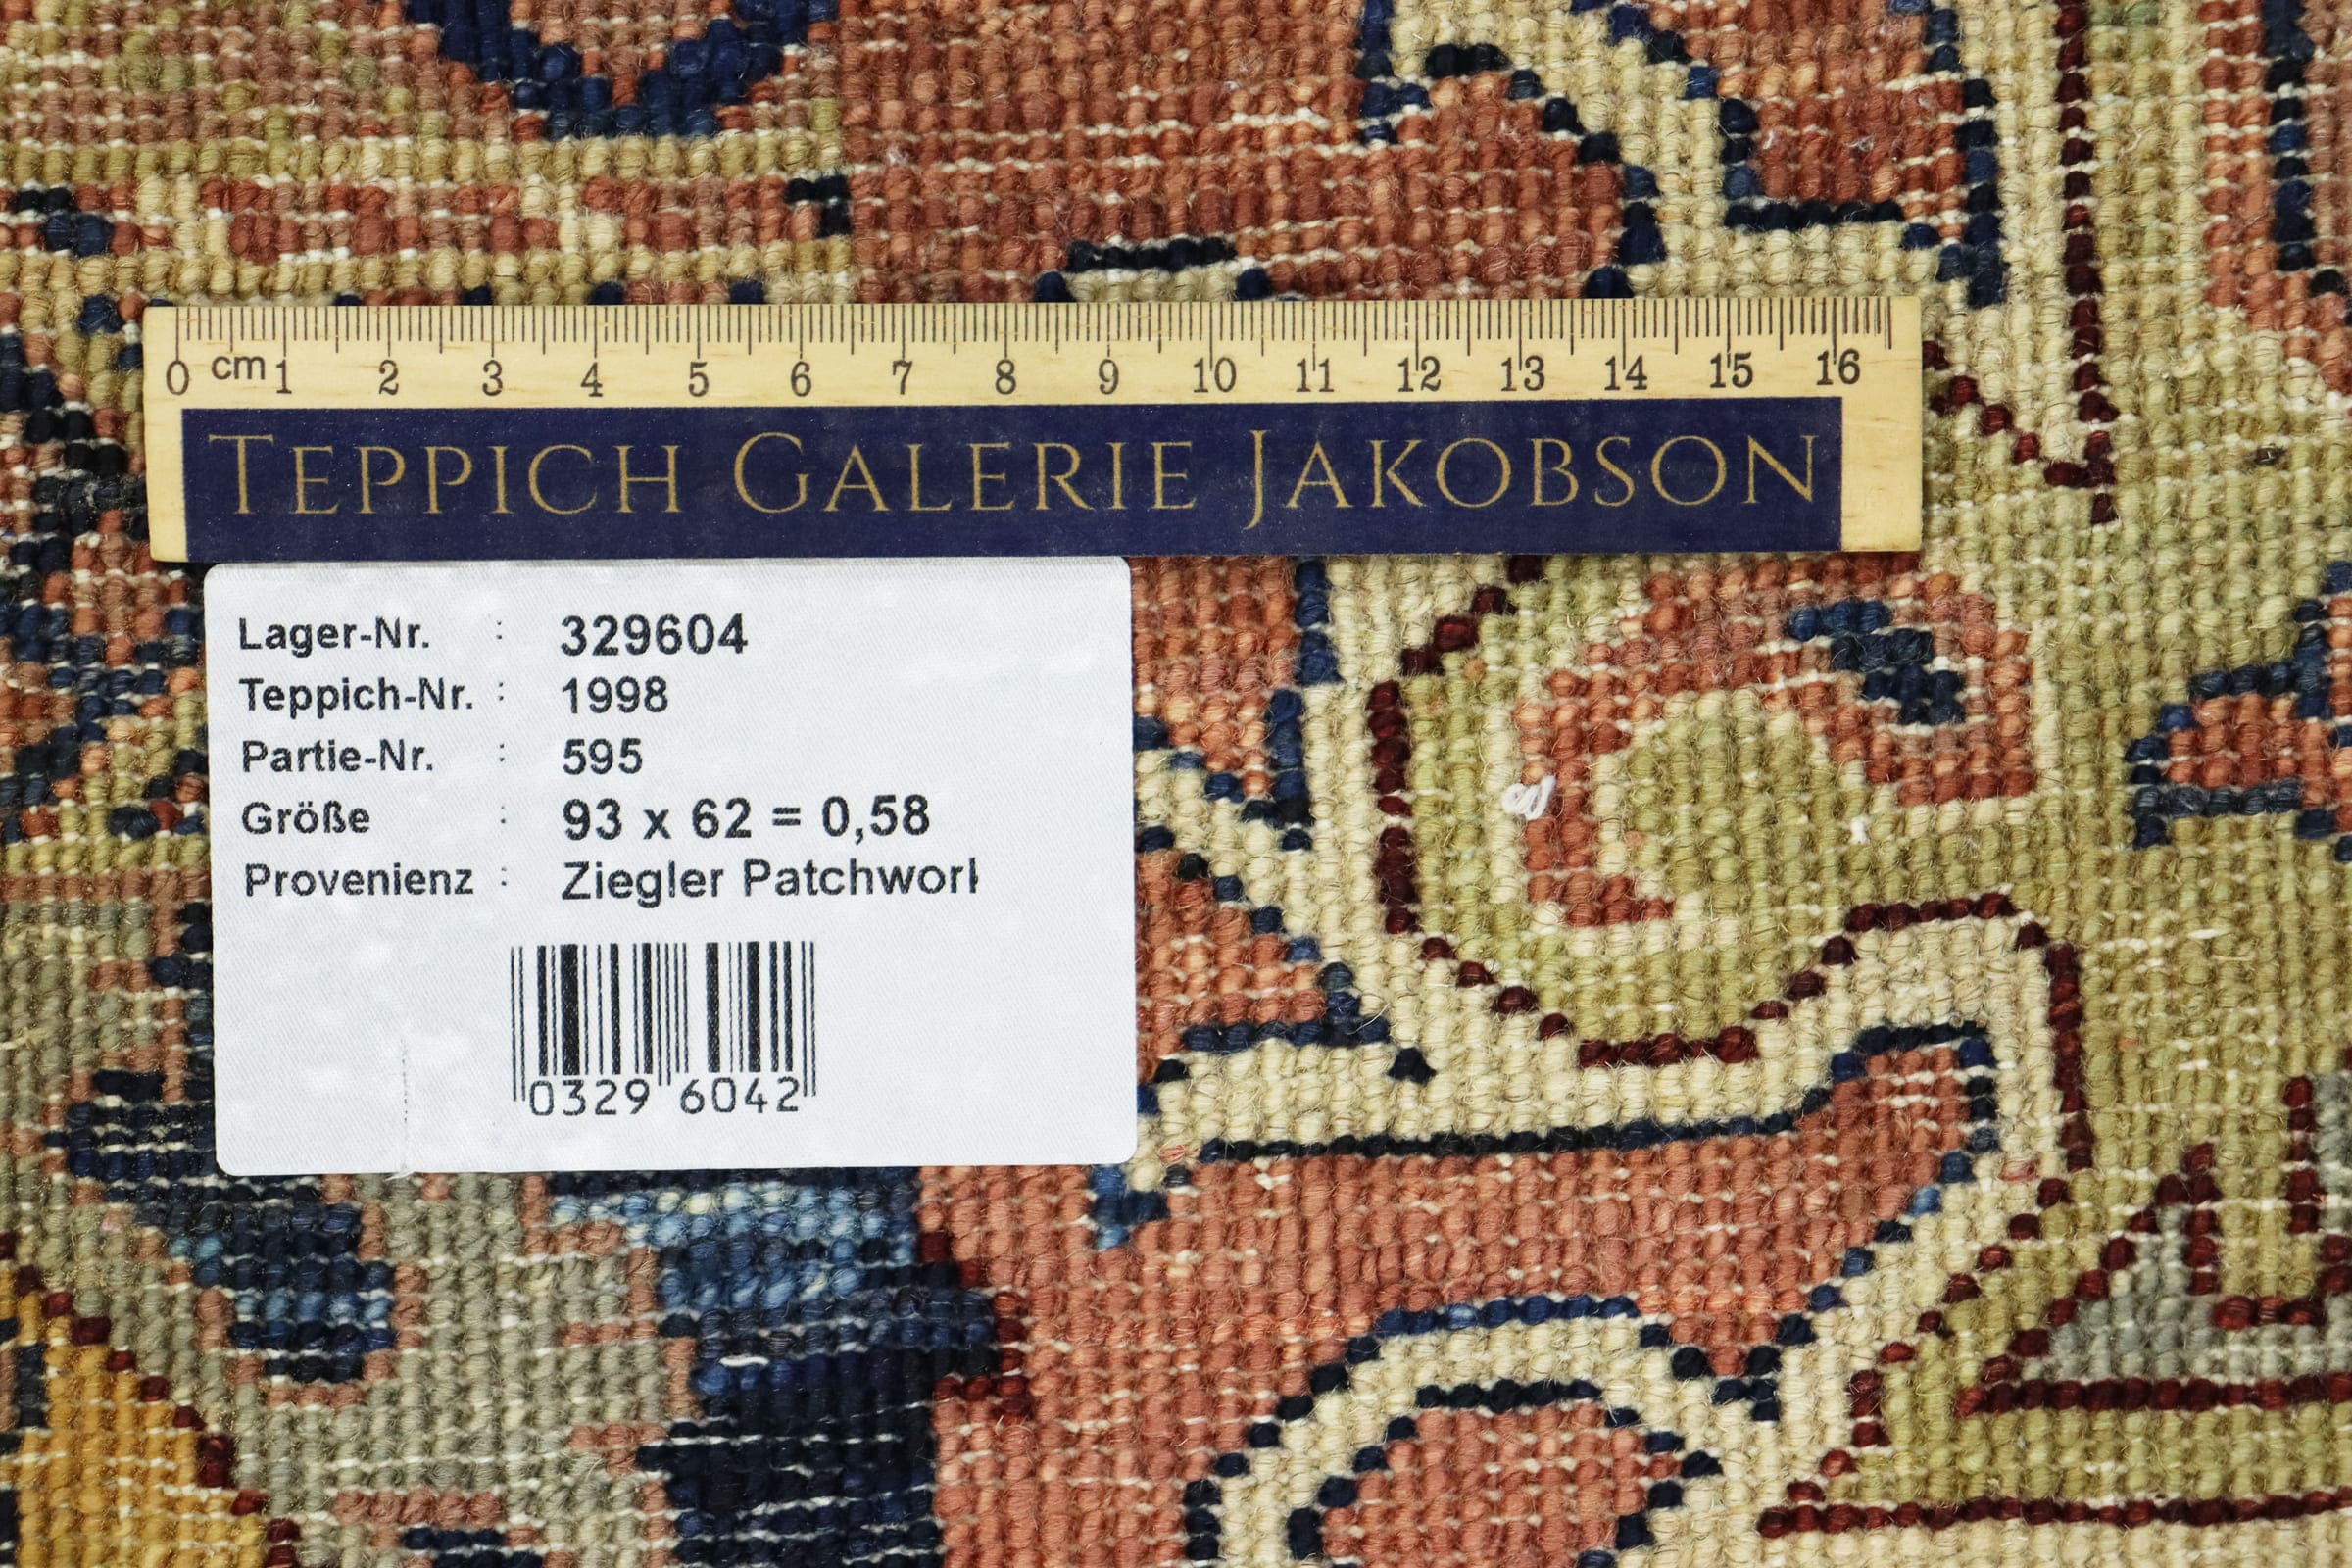 0 cm 1 2 3 4 5 6 7 8 9 10 11 12 13 14 15 16
TEPPICH GALERIE JAKOBSON
Lager-Nr. : 329604
Teppich-Nr. : 1998
Partie-Nr. : 595
Größe : 93 x 62 = 0,58
Provenienz : Ziegler Patchworl
0329 6042